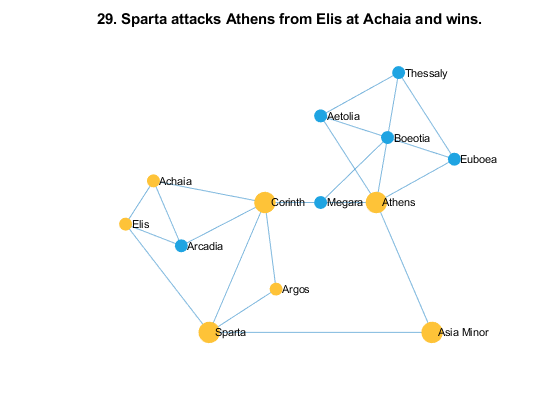 29. Sparta attacks Athens from Elis at Achaia and wins.
Thessaly
Aetolia
Boeotia
Euboea
Achaia
Corinth
Megara
Athens
Elis
Arcadia
Argos
Sparta
Asia Minor